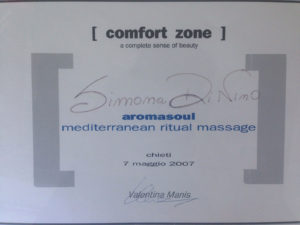 [ comfort zone ]
a complete sense of beauty
Simona Di Nino
aromasoul
mediterranean ritual massage
chieti
7 maggio 2007
Valentina Manis